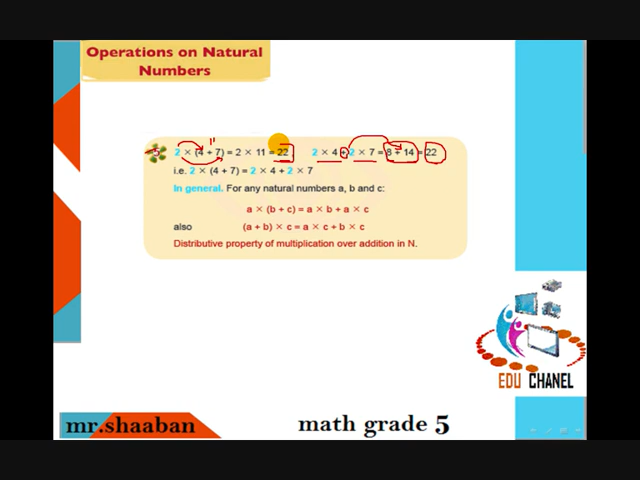 Operations on Natural
Numbers
11
5 2 × (4 + 7) = 2 × 11 = 22 2 × 4 + 2 × 7 = 8 + 14 = 22
i.e. 2 × (4 + 7) = 2 × 4 + 2 × 7
In general. For any natural numbers a, b and c:
a × (b + c) = a × b + a × c
also (a + b) × c = a × c + b × c
Distributive property of multiplication over addition in N.
EDU CHANEL
mr.shaaban math grade 5